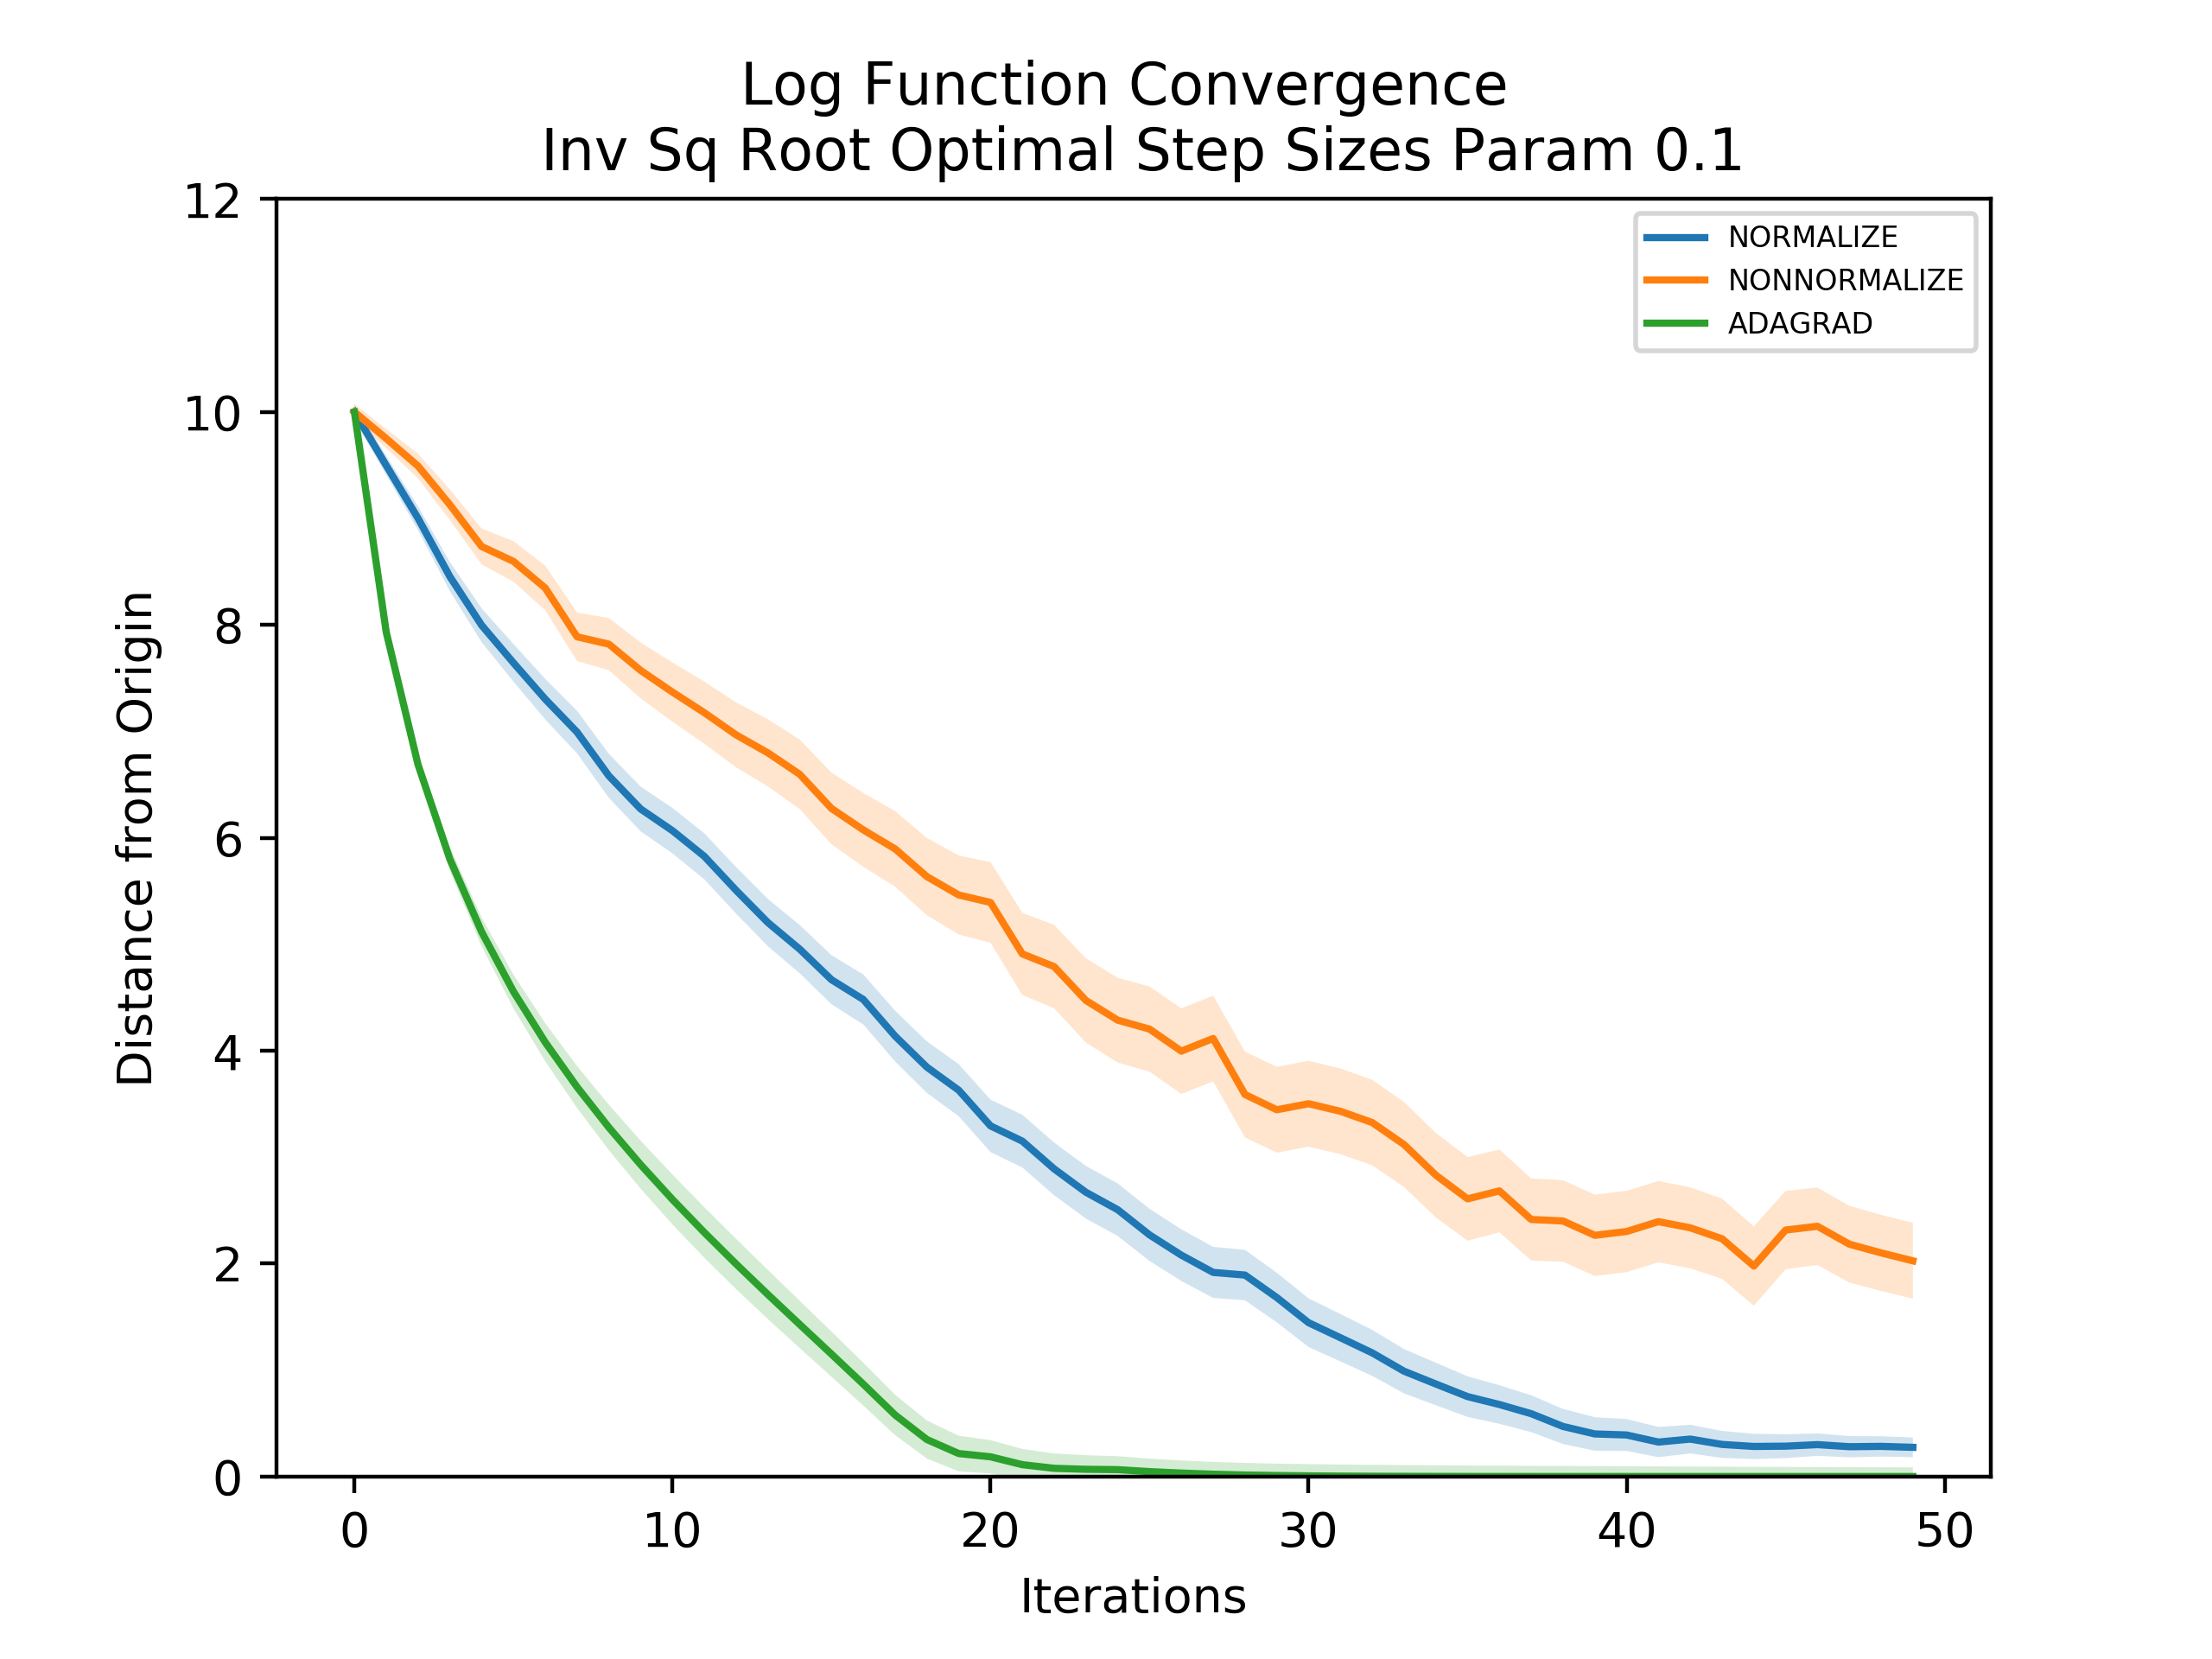 Log Function Convergence
Inv Sq Root Optimal Step Sizes Param 0.1
NORMALIZE
NONNORMALIZE
ADAGRAD
Distance from Origin
12
10
8
6
4
2
0
0 10 20 30 40 50
Iterations